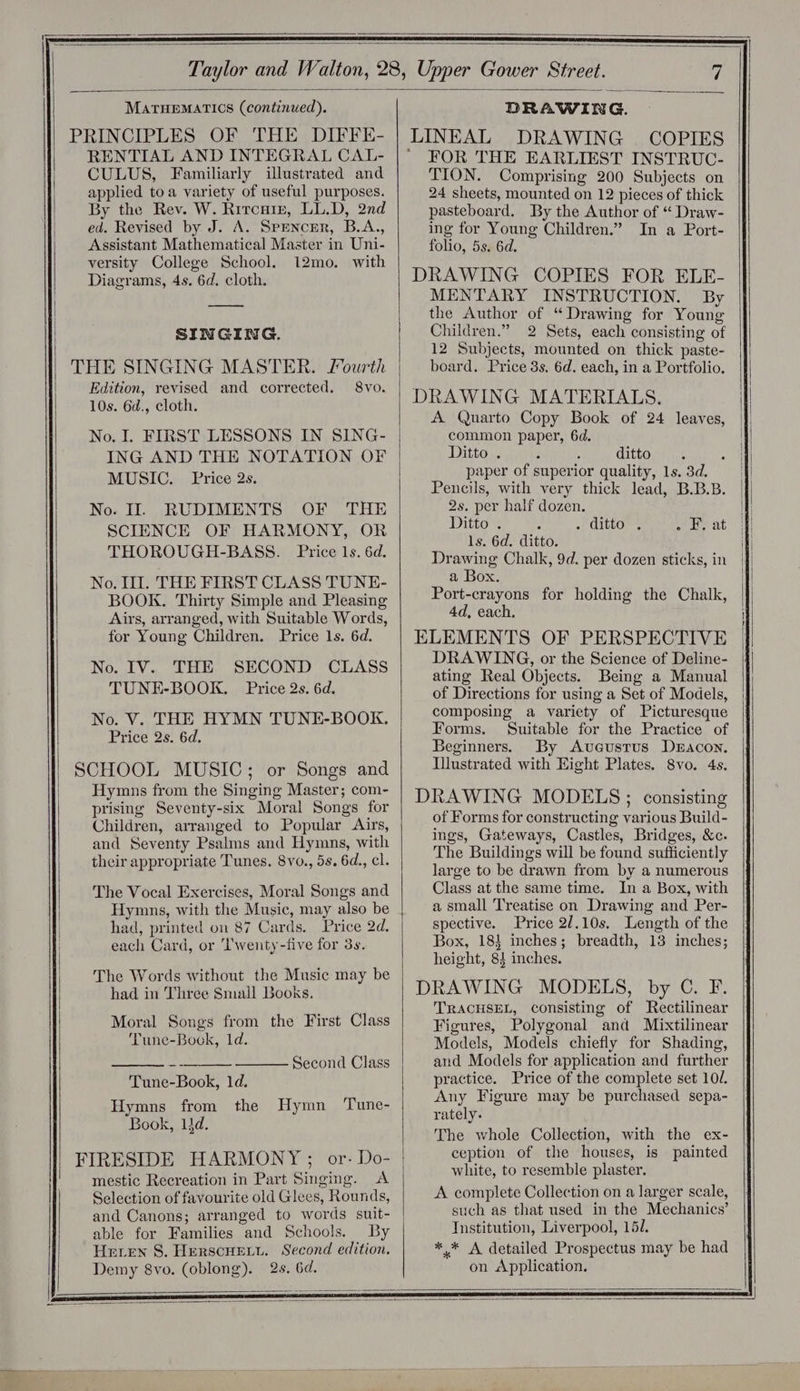 Taylor and Walton, 28, Upper Gower Street. 7
MATHEMATICS (continued).
PRINCIPLES OF THE DIFFE-
RENTIAL AND INTEGRAL CAL-
CULUS, Familiarly illustrated and
applied to a variety of useful purposes.
By the Rev. W. RITCHIE, LL.D, 2nd
ed. Revised by J. A. SPENCER, B.A.,
Assistant Mathematical Master in Uni-
versity College School. 12mo. with
Diagrams, 4s. 6d. cloth.
SINGING.
THE SINGING MASTER. Fourth
Edition, revised and corrected. 8vo.
10s. 6d., cloth.
No. I. FIRST LESSONS IN SING-
ING AND THE NOTATION OF
MUSIC. Price 2s.
No. II. RUDIMENTS OF THE
SCIENCE OF HARMONY, OR
THOROUGH-BASS. Price 1s. 6d.
No. III. THE FIRST CLASS TUNE-
BOOK. Thirty Simple and Pleasing
Airs, arranged, with Suitable Words,
for Young Children. Price 1s. 6d.
No. IV. THE SECOND CLASS
TUNE-BOOK. Price 2s. 6d.
No. V. THE HYMN TUNE-BOOK.
Price 2s. 6d.
SCHOOL MUSIC; or Songs and
Hymns from the Singing Master; com-
prising Seventy-six Moral Songs for
Children, arranged to Popular Airs,
and Seventy Psalms and Hymns, with
their appropriate Tunes. 8vo., 5s. 6d., cl.
The Vocal Exercises, Moral Songs and
Hymns, with the Music, may also be
had, printed on 87 Cards. Price 2d.
each Card, or Twenty-five for 3s.
The Words without the Music may be
had in Three Small Books.
Moral Songs from the First Class
Tune-Book, 1d.
——— - ——— ——— Second Class
Tune-Book, 1d.
Hymns from the Hymn Tune-
Book, 1½d.
FIRESIDE HARMONY; or Do-
mestic Recreation in Part Singing. A
Selection of favourite old Glees, Rounds,
and Canons; arranged to words suit-
able for Families and Schools. By
HELEN S. HERSCHELL. Second edition.
Demy 8vo. (oblong). 2s. 6d.
DRAWING.
LINEAL DRAWING COPIES
FOR THE EARLIEST INSTRUC-
TION. Comprising 200 Subjects on
24 sheets, mounted on 12 pieces of thick
pasteboard. By the Author of “Draw-
ing for Young Children.” In a Port-
folio, 5s. 6d.
DRAWING COPIES FOR ELE-
MENTARY INSTRUCTION. By
the Author of “Drawing for Young
Children.” 2 Sets, each consisting of
12 Subjects, mounted on thick paste-
board. Price 3s. 6d. each, in a Portfolio.
DRAWING MATERIALS.
A Quarto Copy Book of 24 leaves,
common paper, 6d.
Ditto . . . ditto . .
paper of superior quality, 1s. 3d.
Pencils, with very thick lead, B.B.B.
2s. per half dozen.
Ditto . . . ditto . . F. at
1s. 6d. ditto.
Drawing Chalk, 9d. per dozen sticks, in
a Box.
Port-crayons for holding the Chalk,
4d, each.
ELEMENTS OF PERSPECTIVE
DRAWING, or the Science of Deline-
ating Real Objects. Being a Manual
of Directions for using a Set of Models,
composing a variety of Picturesque
Forms. Suitable for the Practice of
Beginners. By AUGUSTUS DEACON.
Illustrated with Eight Plates. 8vo. 4s.
DRAWING MODELS; consisting
of Forms for constructing various Build-
ings, Gateways, Castles, Bridges, &c.
The Buildings will be found sufficiently
large to be drawn from by a numerous
Class at the same time. In a Box, with
a small Treatise on Drawing and Per-
spective. Price 2l. 10s. Length of the
Box, 18½ inches; breadth, 13 inches;
height, 8½ inches.
DRAWING MODELS, by C. F.
TRACHSEL, consisting of Rectilinear
Figures, Polygonal and Mixtilinear
Models, Models chiefly for Shading,
and Models for application and further
practice. Price of the complete set 10l.
Any Figure may be purchased sepa-
rately.
The whole Collection, with the ex-
ception of the houses, is painted
white, to resemble plaster.
A complete Collection on a larger scale,
such as that used in the Mechanics’
Institution, Liverpool, 15l.
*** A detailed Prospectus may be had
on Application.